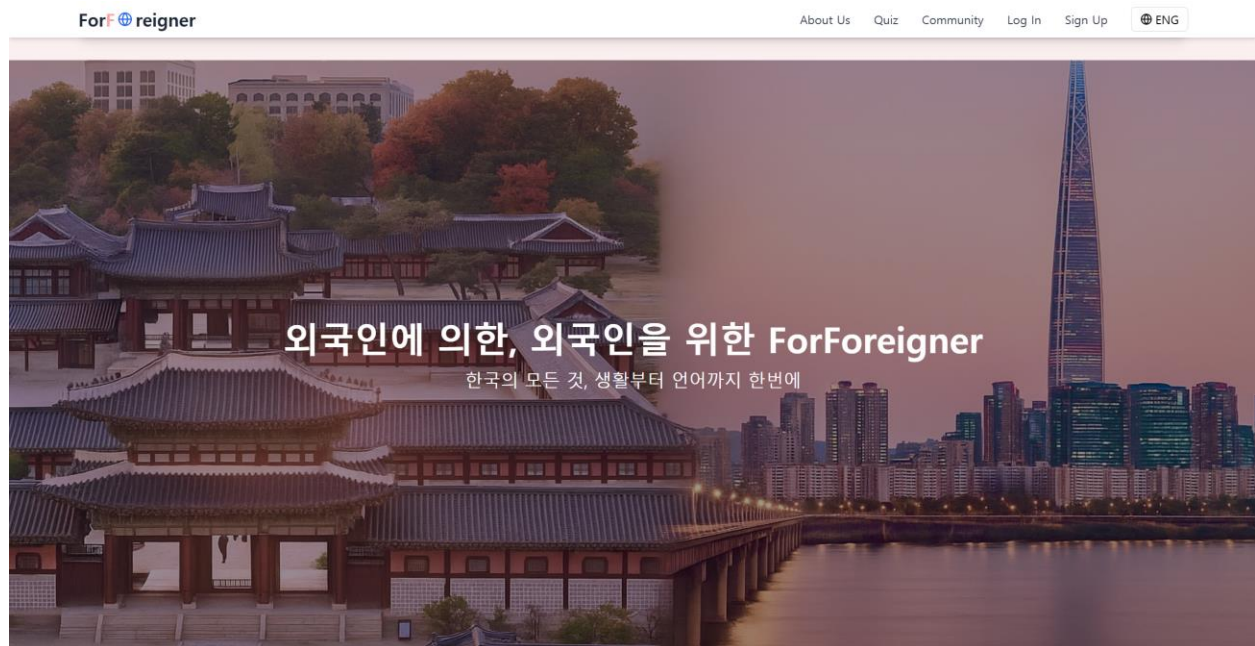 ForForeigner
About Us Quiz Community Log In Sign Up ENG
외국인에 의한, 외국인을 위한 ForForeigner
한국의 모든 것, 생활부터 언어까지 한번에